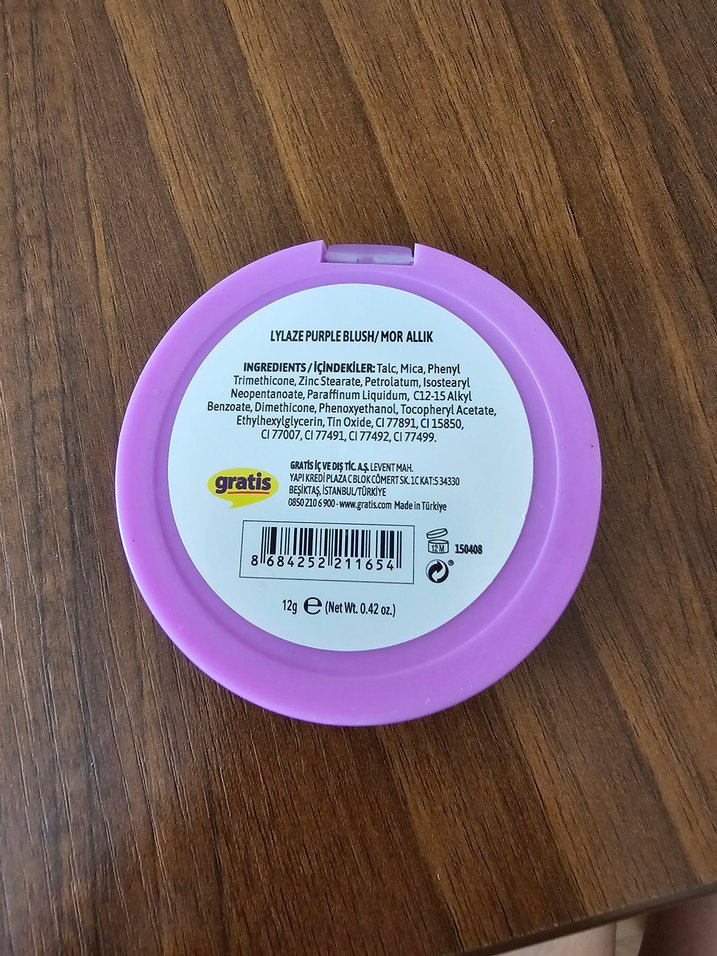 LYLAZE PURPLE BLUSH/ MOR ALLIK
INGREDIENTS / İÇİNDEKİLER: Talc, Mica, Phenyl
Trimethicone, Zinc Stearate, Petrolatum, Isostearyl
Neopentanoate, Paraffinum Liquidum, C12-15 Alkyl
Benzoate, Dimethicone, Phenoxyethanol, Tocopheryl Acetate,
Ethylhexylglycerin, Tin Oxide, CI 77891, CI 15850,
CI 77007, CI 77491, CI 77492, CI 77499.
gratis
GRATİS İÇ VE DIŞ TİC. A.Ş. LEVENT MAH.
YAPI KREDİ PLAZA C BLOK CÖMERT SK. 1C KAT:S 34330
BEŞİKTAŞ, İSTANBUL/TÜRKİYE
0850 210 6 900 - www.gratis.com Made in Türkiye
8 684252 211654
12 M
150408
12g e (Net Wt. 0.42 oz.)